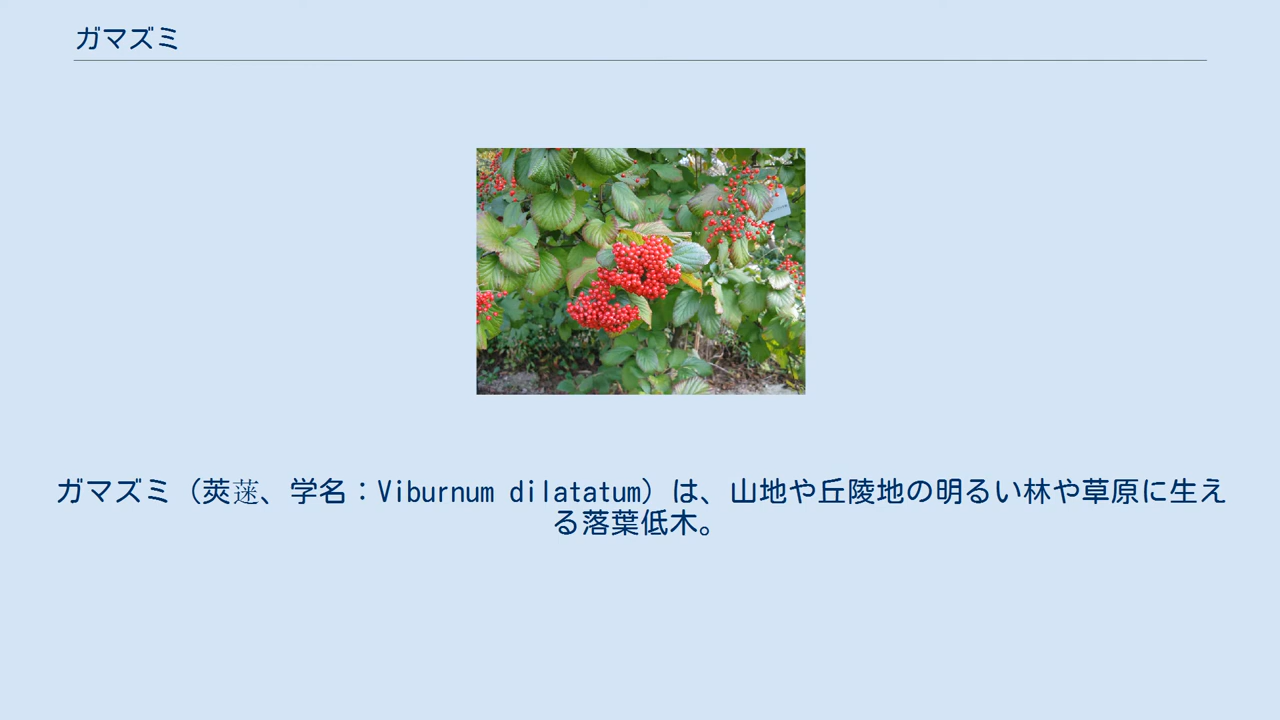 ガマズミ
ガマズミ（莢蒾、学名：Viburnum dilatatum）は、山地や丘陵地の明るい林や草原に生え
る落葉低木。